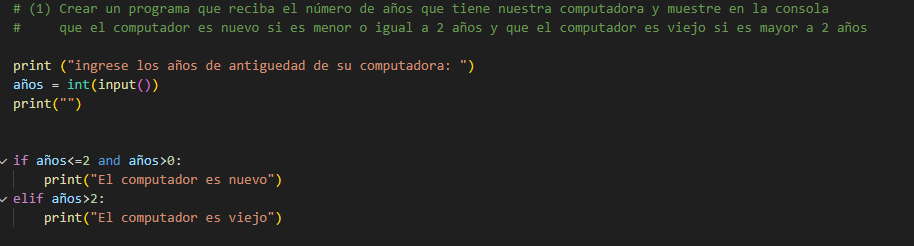 # (1) Crear un programa que reciba el número de años que tiene nuestra computadora y muestre en la consola
#     que el computador es nuevo si es menor o igual a 2 años y que el computador es viejo si es mayor a 2 años
print ("ingrese los años de antiguedad de su computadora: ")
años = int(input())
print("")
if años<=2 and años>0:
    print("El computador es nuevo")
elif años>2:
    print("El computador es viejo")